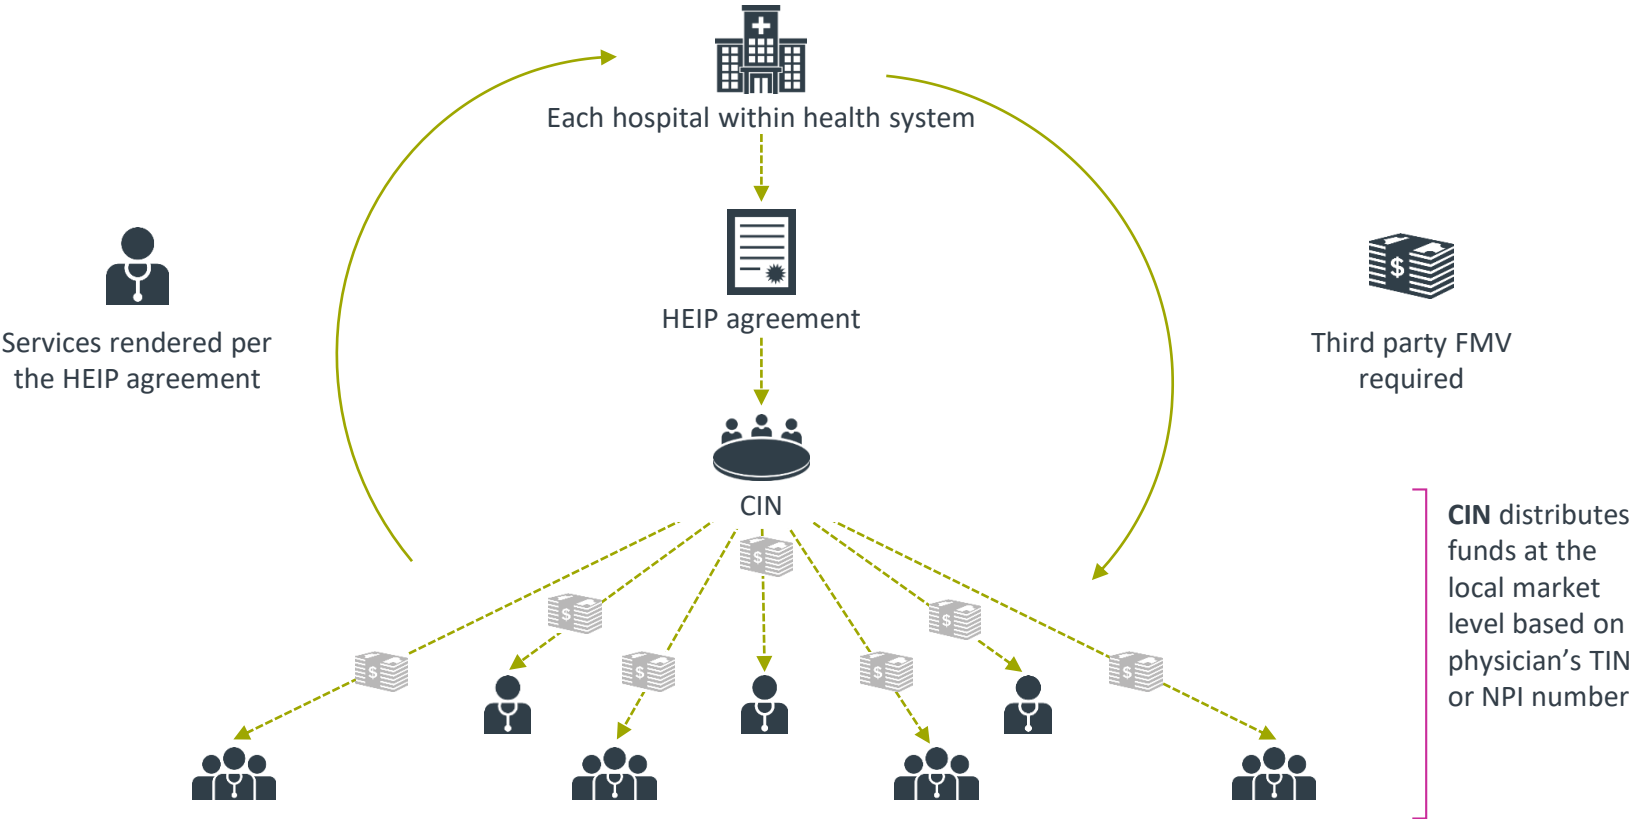 Each hospital within health system
HEIP agreement
Services rendered per
the HEIP agreement
$
Third party FMV
required
CIN
$
$
$
$
$
$
$
CIN distributes
funds at the
local market
level based on
physician’s TIN
or NPI number